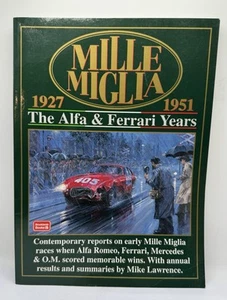 MILLE
MIGLIA
1927 1951
The Alfa & Ferrari Years
405
Contemporary reports on early Mille Miglia
races when Alfa Romeo, Ferrari, Mercedes
& O.M. scored memorable wins. With annual
results and summaries by Mike Lawrence.